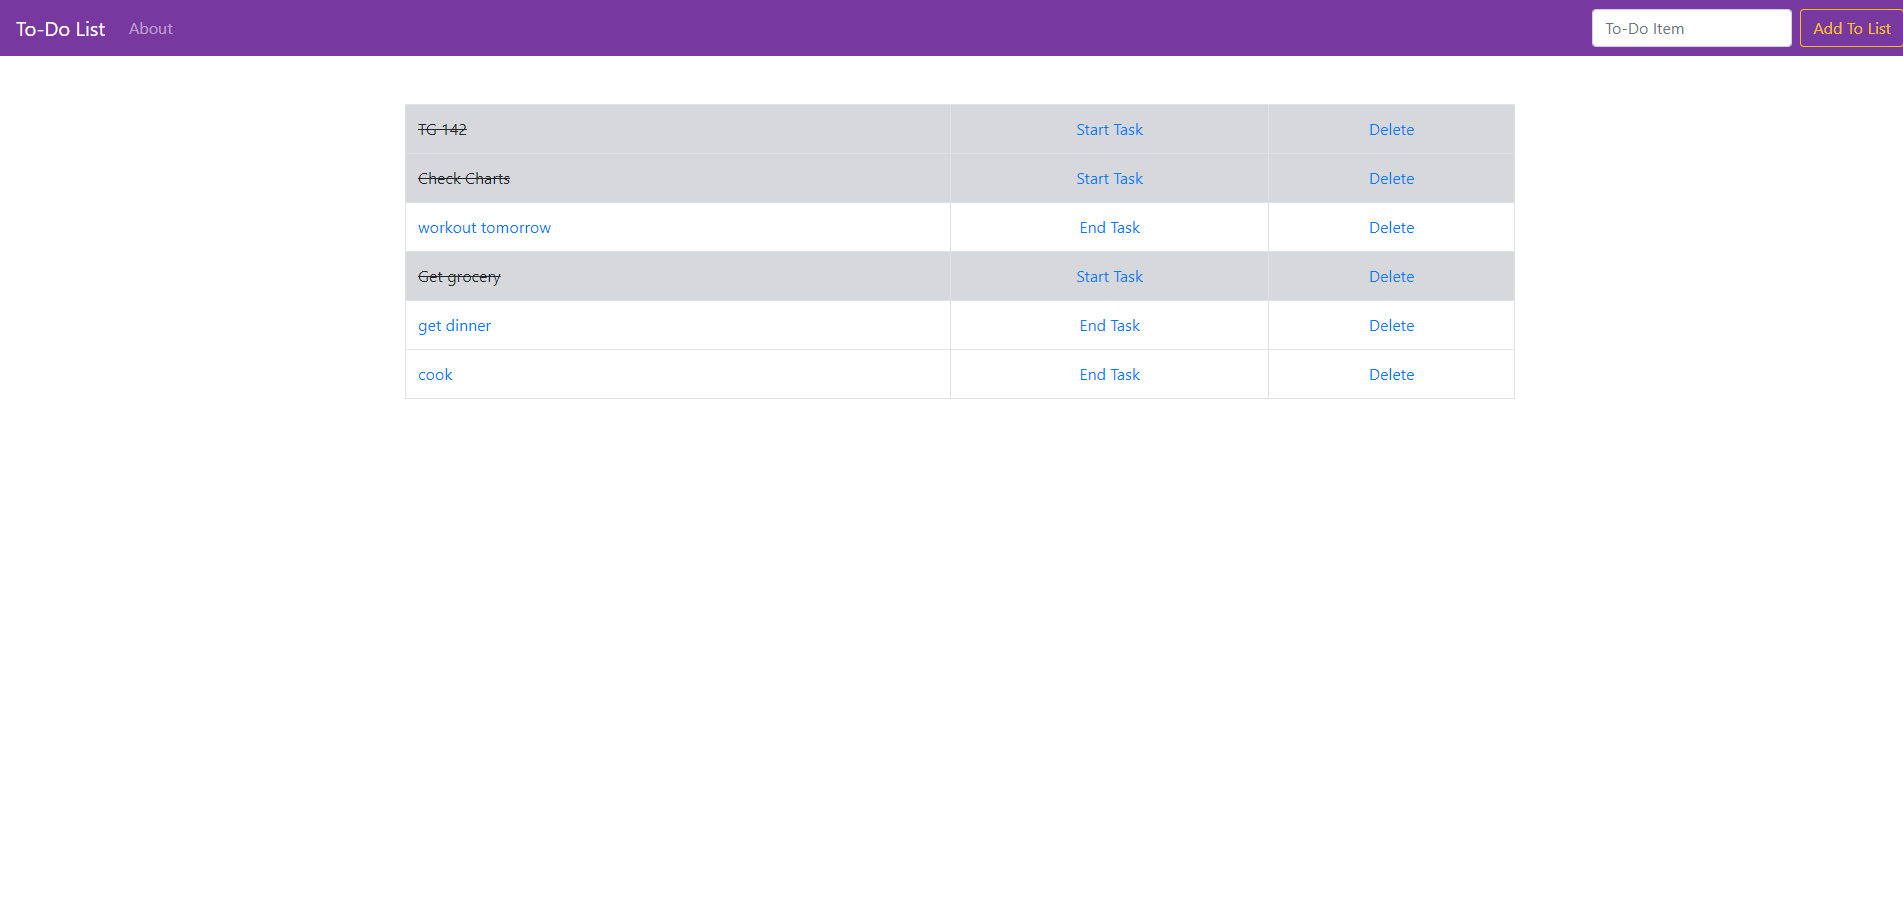 To-Do List About To-Do Item Add To List
TG 142 Start Task Delete
Check Charts Start Task Delete
workout tomorrow End Task Delete
Get grocery Start Task Delete
get dinner End Task Delete
cook End Task Delete